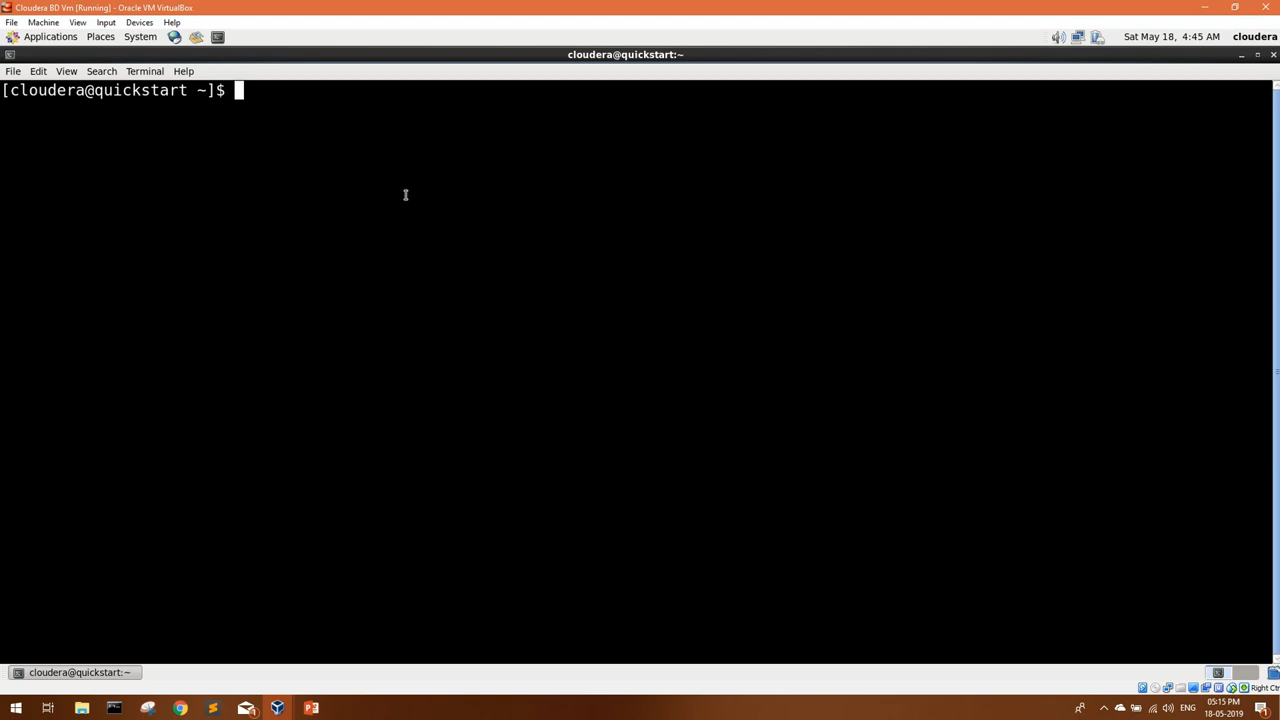 Cloudera BD Vm [Running] - Oracle VM VirtualBox
File Machine View Input Devices Help
Applications Places System Sat May 18, 4:45 AM cloudera
cloudera@quickstart:~
File Edit View Search Terminal Help
[cloudera@quickstart ~]$
cloudera@quickstart:~
Right Ctrl
ENG 05:15 PM
18-05-2019